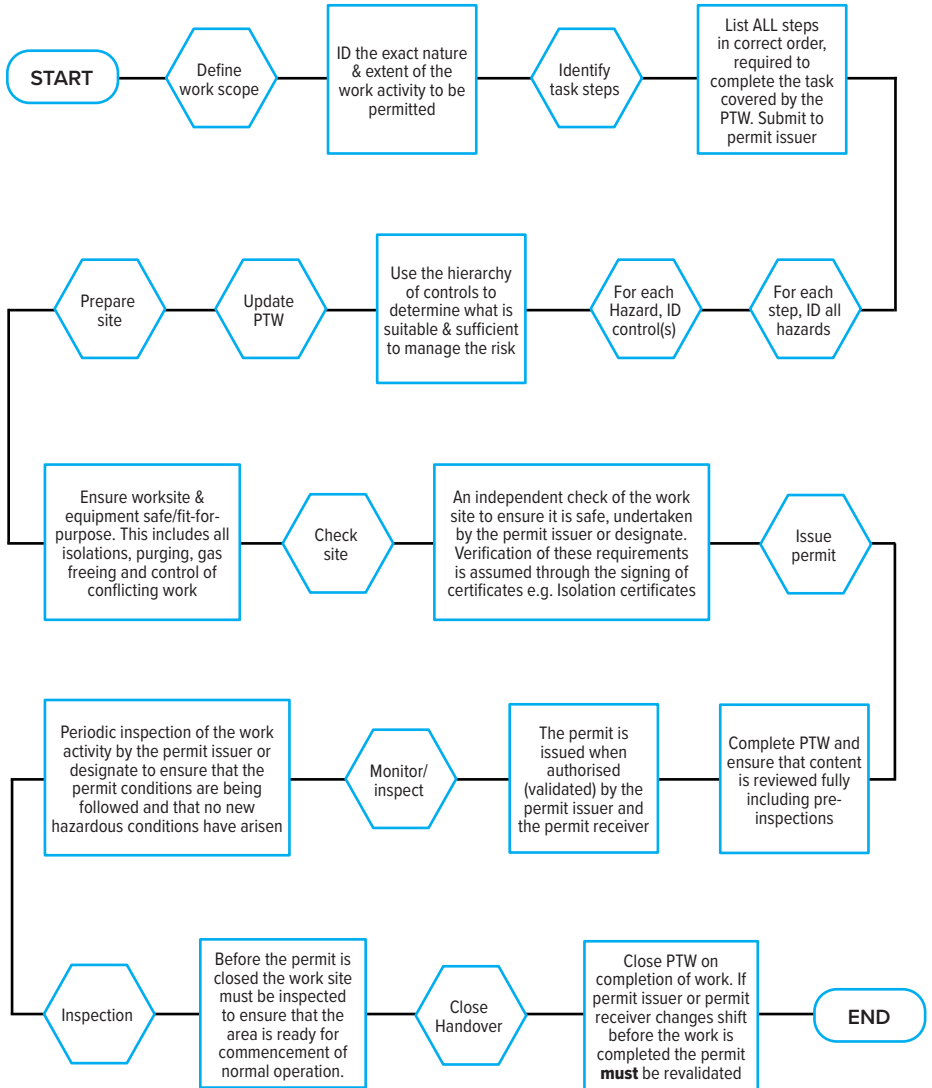 START
Define
work scope
ID the exact nature
& extent of the
work activity to be
permitted
Identify
task steps
List ALL steps
in correct order,
required to
complete the task
covered by the
PTW. Submit to
permit issuer
For each
step, ID all
hazards
For each
Hazard, ID
control(s)
Use the hierarchy
of controls to
determine what is
suitable & sufficient
to manage the risk
Update
PTW
Prepare
site
Ensure worksite &
equipment safe/fit-for-
purpose. This includes all
isolations, purging, gas
freeing and control of
conflicting work
Check
site
An independent check of the work
site to ensure it is safe, undertaken
by the permit issuer or designate.
Verification of these requirements
is assumed through the signing of
certificates e.g. Isolation certificates
Issue
permit
Complete PTW and
ensure that content
is reviewed fully
including pre-
inspections
The permit is
issued when
authorised
(validated) by the
permit issuer and
the permit receiver
Monitor/
inspect
Periodic inspection of the work
activity by the permit issuer or
designate to ensure that the
permit conditions are being
followed and that no new
hazardous conditions have arisen
Inspection
Before the permit is
closed the work site
must be inspected
to ensure that the
area is ready for
commencement of
normal operation.
Close
Handover
Close PTW on
completion of work. If
permit issuer or permit
receiver changes shift
before the work is
completed the permit
must be revalidated
END